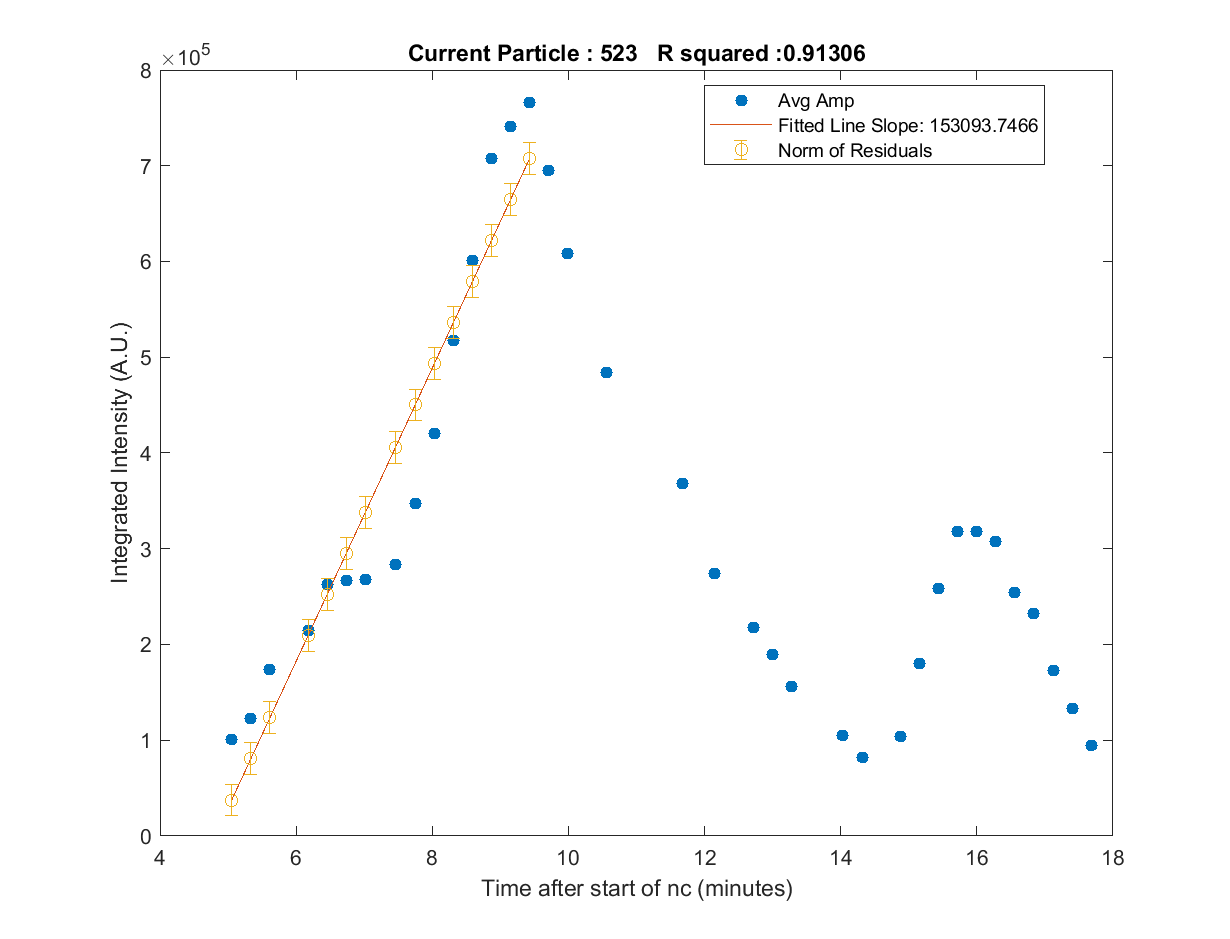 Current Particle : 523 R squared :0.91306
×10^5
Avg Amp
Fitted Line Slope: 153093.7466
Norm of Residuals
8
7
6
5
4
3
2
1
0
Integrated Intensity (A.U.)
4 6 8 10 12 14 16 18
Time after start of nc (minutes)